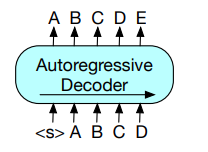 A B C D E
Autoregressive
Decoder
<s> A B C D